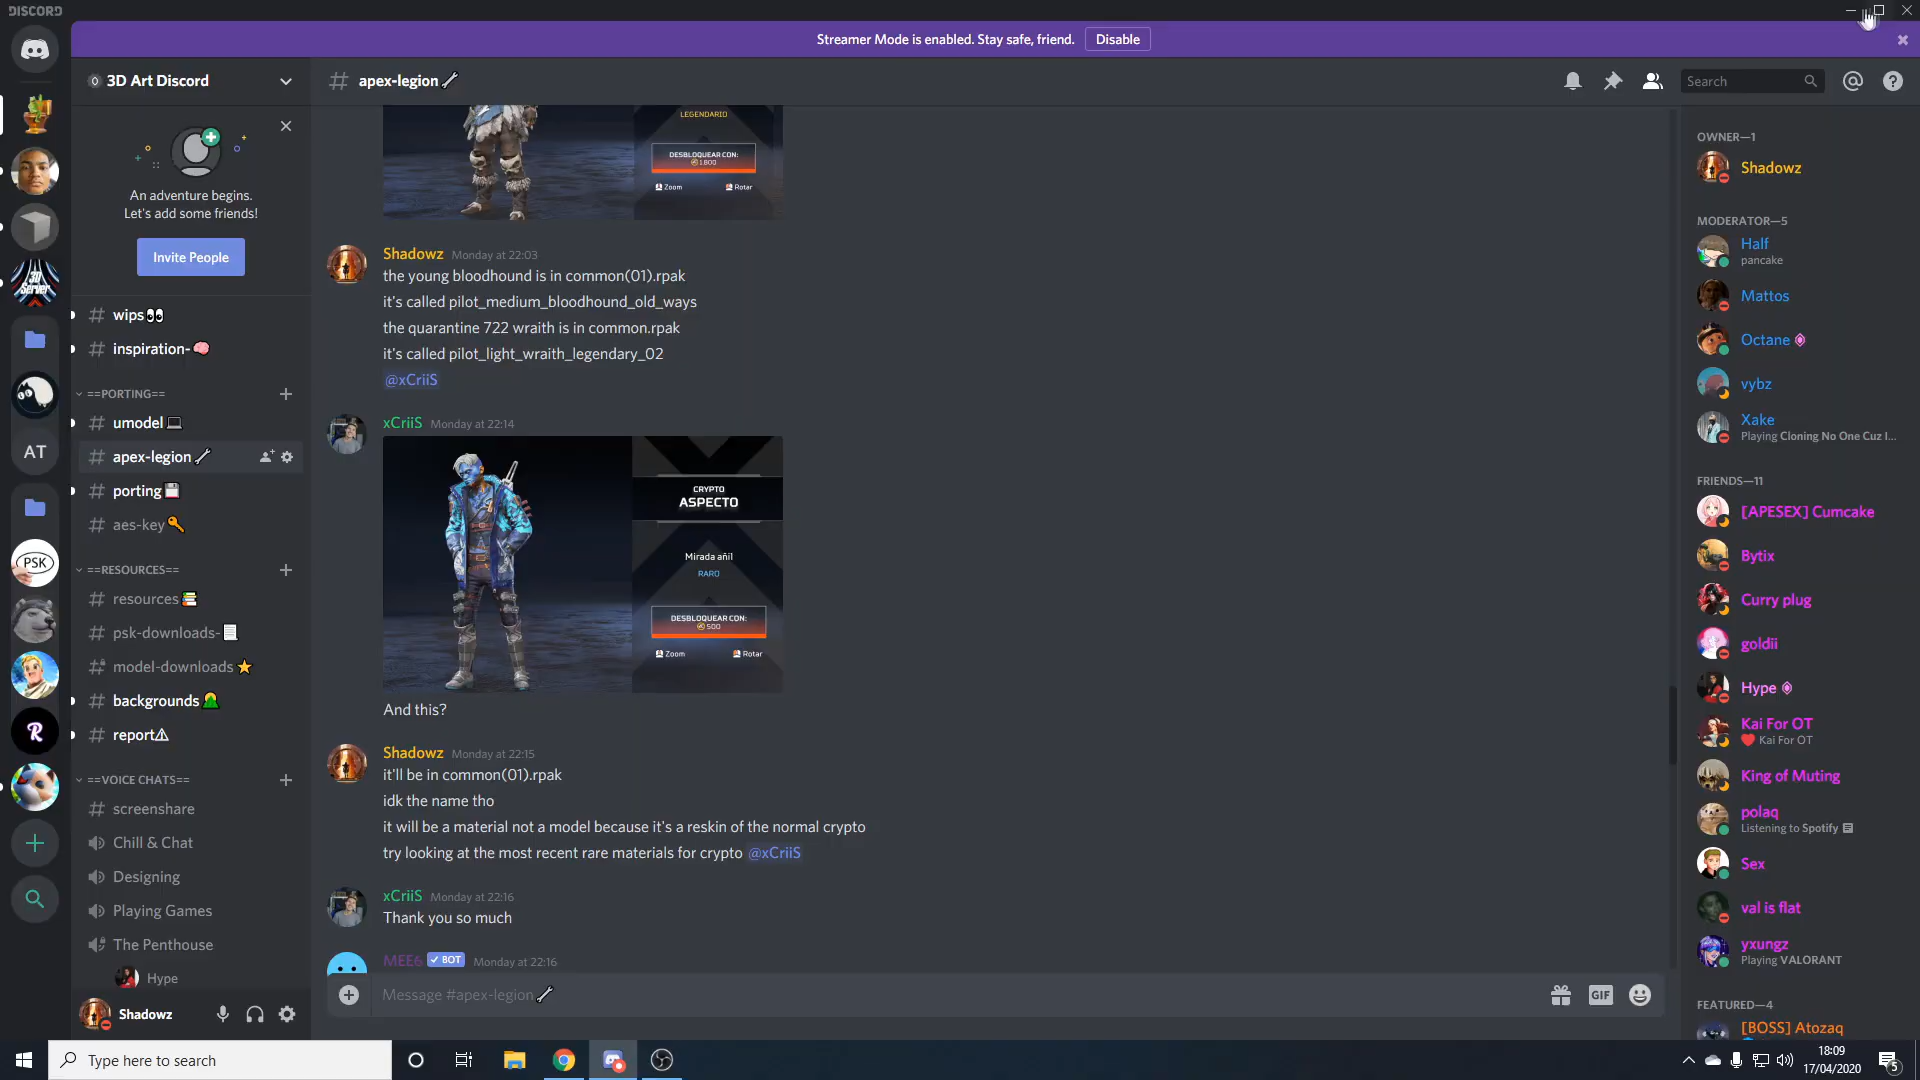 DISCORD
Streamer Mode is enabled. Stay safe, friend.
Disable
3D Art Discord
An adventure begins.
Let's add some friends!
Invite People
wips
inspiration-
==PORTING==
umodel
apex-legion
porting
aes-key
==RESOURCES==
resources
psk-downloads-
model-downloads
backgrounds
report
==VOICE CHATS==
screenshare
Chill & Chat
Designing
Playing Games
The Penthouse
Hype
Shadowz
AT
PSK
3D
R
apex-legion
Search
LEGENDARIO
DESBLOQUEAR CON:
1.800
Zoom
Rotar
Shadowz Monday at 22:03
the young bloodhound is in common(01).rpak
it's called pilot_medium_bloodhound_old_ways
the quarantine 722 wraith is in common.rpak
it's called pilot_light_wraith_legendary_02
@xCriiS
xCriiS Monday at 22:14
CRYPTO
ASPECTO
Mirada añil
RARO
DESBLOQUEAR CON:
500
Zoom
Rotar
And this?
Shadowz Monday at 22:15
it'll be in common(01).rpak
idk the name tho
it will be a material not a model because it's a reskin of the normal crypto
try looking at the most recent rare materials for crypto @xCriiS
xCriiS Monday at 22:16
Thank you so much
MEE6 BOT Monday at 22:16
Message #apex-legion
GIF
OWNER—1
Shadowz
MODERATOR—5
Half
pancake
Mattos
Octane
vybz
Xake
Playing Cloning No One Cuz I...
FRIENDS—11
[APESEX] Cumcake
Bytix
Curry plug
goldii
Hype
Kai For OT
Kai For OT
King of Muting
polaq
Listening to Spotify
Sex
val is flat
yxungz
Playing VALORANT
FEATURED—4
[BOSS] Atozaq
Type here to search
18:09
17/04/2020
5